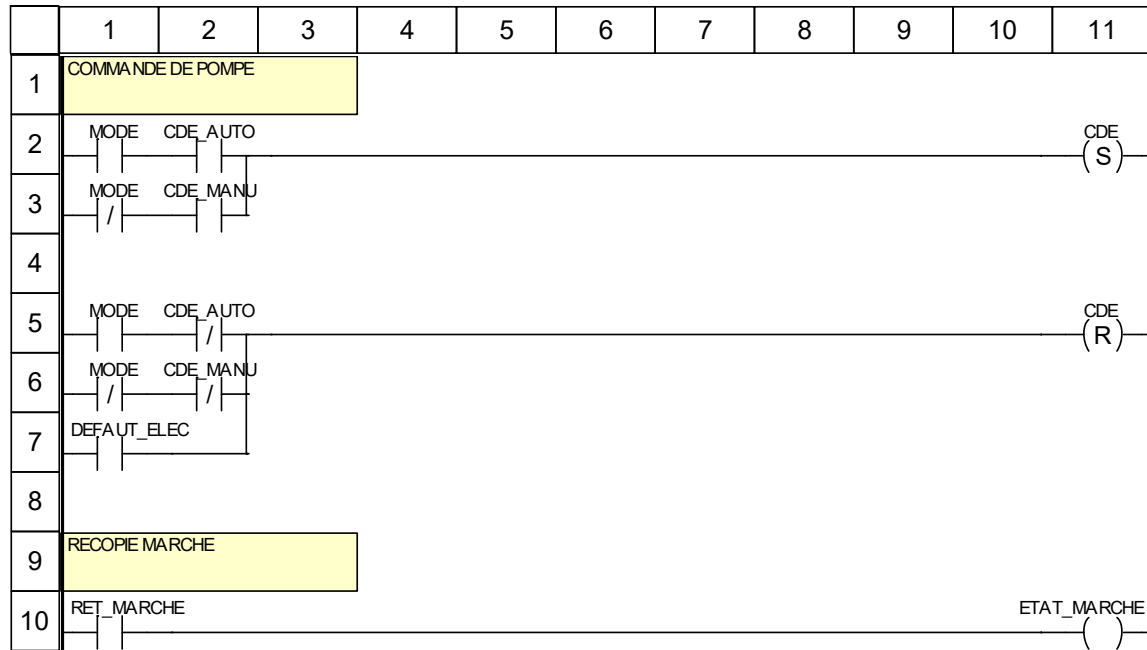 1 2 3 4 5 6 7 8 9 10 11
1 COMMANDE DE POMPE
MODE CDE_AUTO CDE
2 S
MODE CDE_MANU
3 /
4
MODE CDE_AUTO CDE
5 / R
MODE CDE_MANU
6 / /
DEFAUT_ELEC
7
8
9 RECOPIE MARCHE
RET_MARCHE ETAT_MARCHE
10